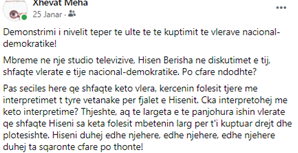 Xhevat Meha
25 Janar
Demonstrimi i nivelit teper te ulte te te kuptimit te vlerave nacional-
demokratike!
Mbreme ne nje studio televizive, Hisen Berisha ne diskutimet e tij,
shfaqte vlerat e tije nacional-demokratike. Po cfare ndodhte?
Pas seciles here qe shfaqte keto vlera, kercenin folesit tjere me
interpretimet t tyre vetanake per fjalet e Hisenit. Cka interpretohej me
keto interpretime? Thjeshte, aq te largeta e te panjohura ishin vlerate
qe shfaqte Hiseni sa keta folesit mbetenin larg per t'i kuptuar drejt dhe
plotesishte. Hiseni duhej edhe njehere, edhe njehere, edhe njehere
duhej ta sqaronte cfare po thonte!